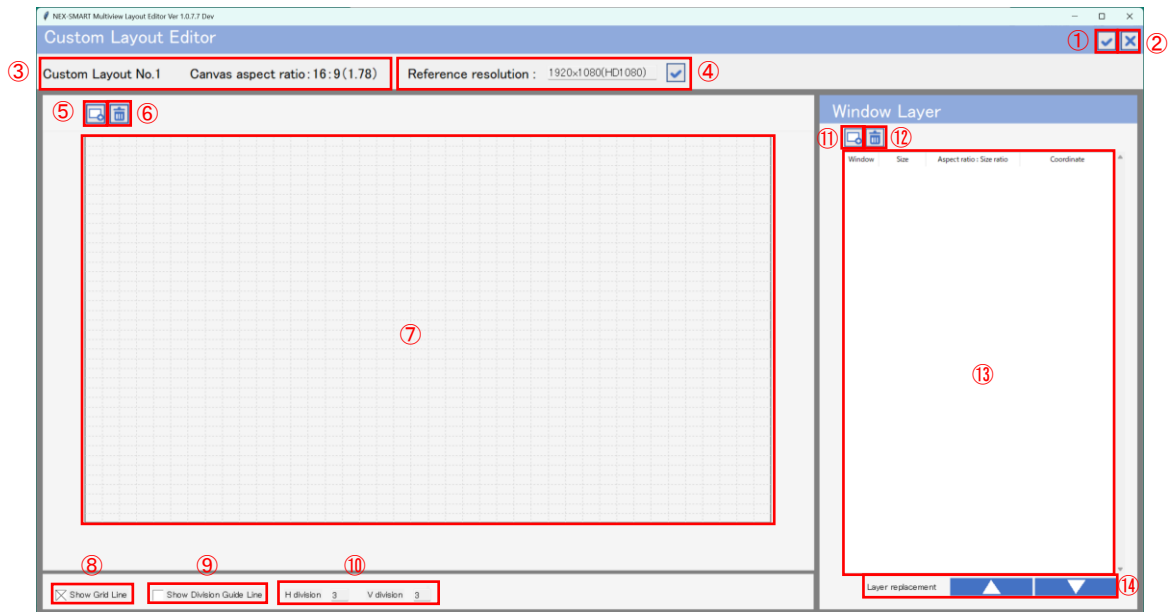 NEX-SMART Multiview Layout Editor Ver 1.0.7.7 Dev
Custom Layout Editor
① ②
③ Custom Layout No.1 Canvas aspect ratio:16:9(1.78) Reference resolution : 1920x1080(HD1080) ④
⑤ ⑥
Window Layer
⑪ ⑫
Window Size Aspect ratio : Size ratio Coordinate
⑦
⑬
⑧ ⑨ ⑩
Show Grid Line Show Division Guide Line H division 3 V division 3
Layer replacement ⑭